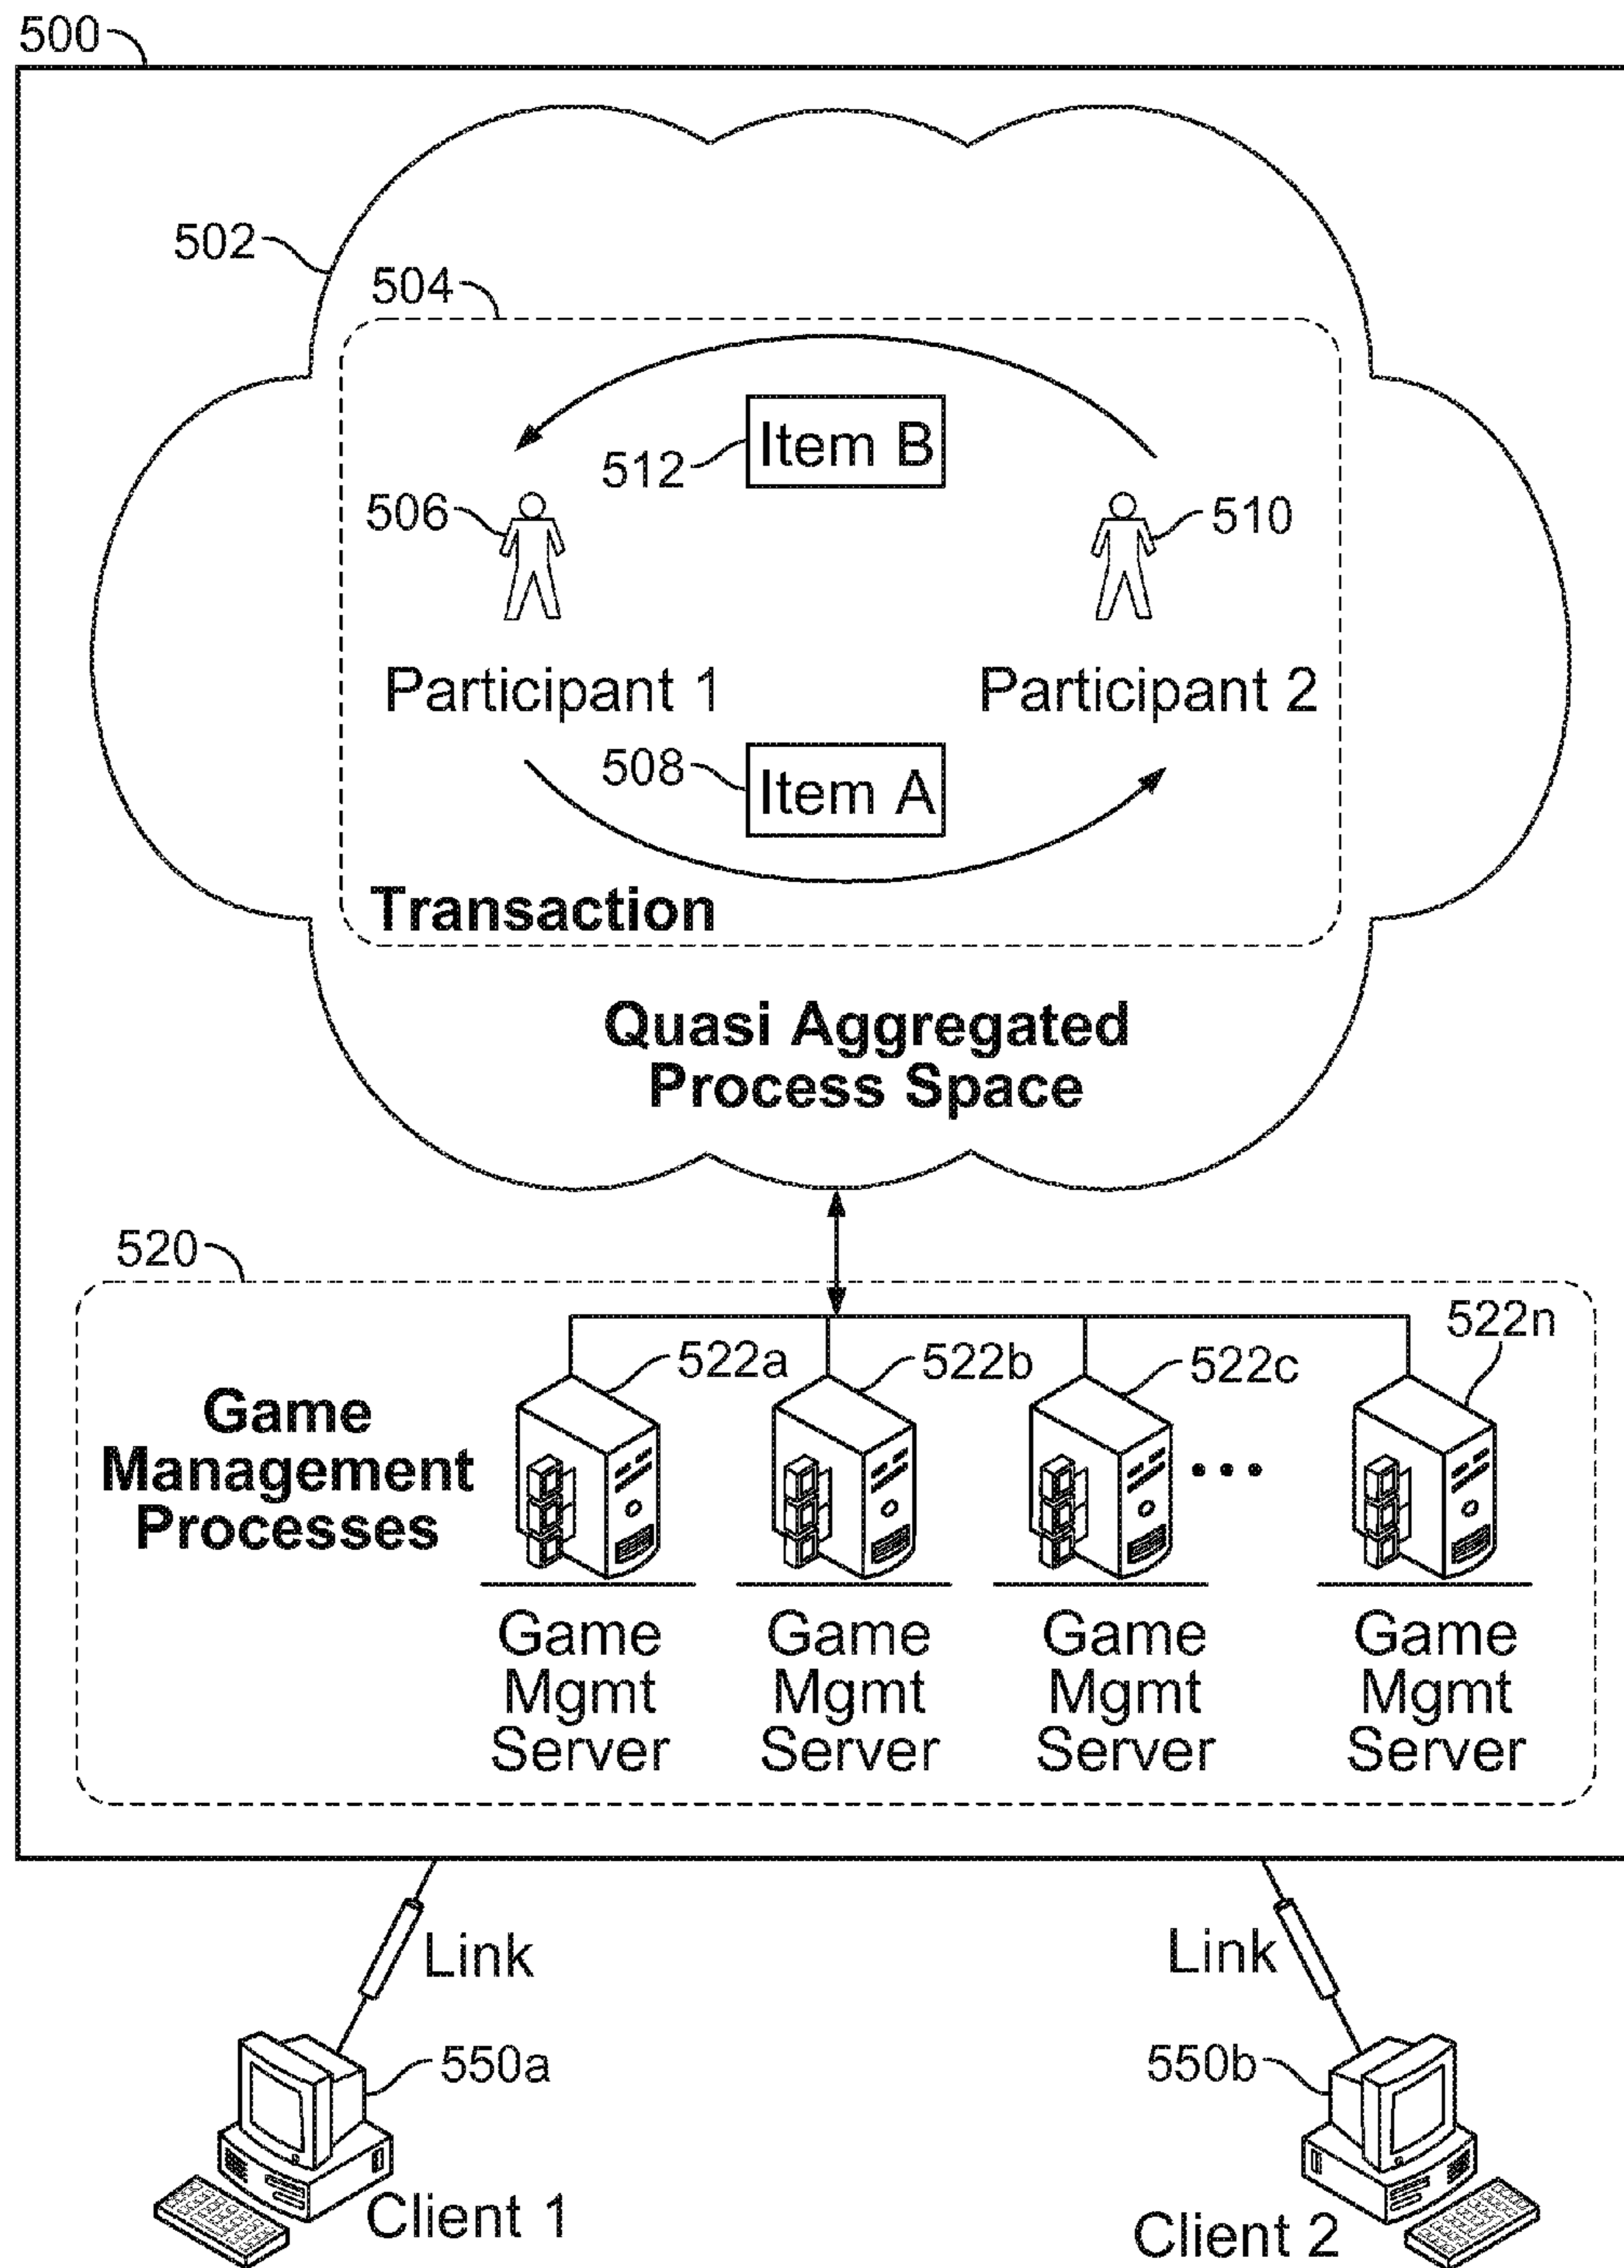 500
502
504
Item B
512
506
510
Participant 1
Participant 2
508
Item A
Transaction
Quasi Aggregated
Process Space
520
522n
522a
522b
522c
Game
Management
Processes
Game
Mgmt
Server
Game
Mgmt
Server
Game
Mgmt
Server
Game
Mgmt
Server
Link
Link
550a
550b
Client 1
Client 2